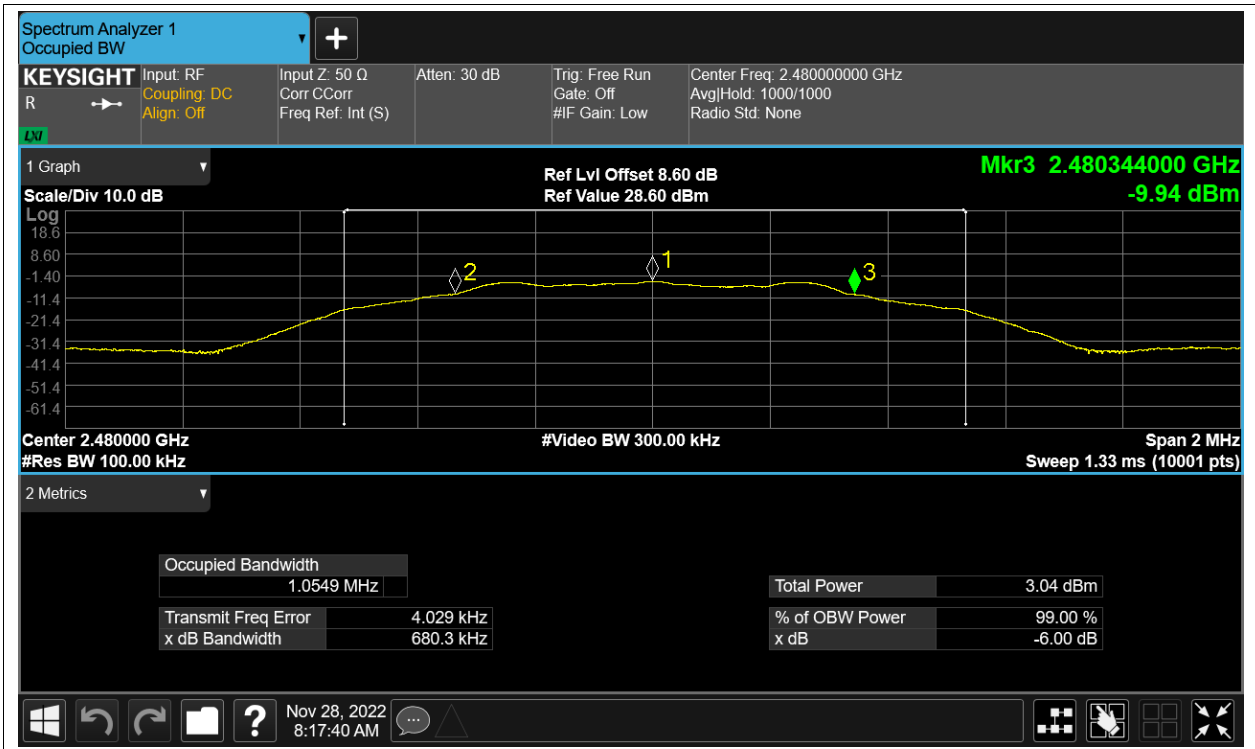 Spectrum Analyzer 1
Occupied BW
KEYSIGHT
R
LXI
Input: RF
Coupling: DC
Align: Off
Input Z: 50 Ω
Corr CCorr
Freq Ref: Int (S)
Atten: 30 dB
Trig: Free Run
Gate: Off
#IF Gain: Low
Center Freq: 2.480000000 GHz
Avg|Hold: 1000/1000
Radio Std: None
1 Graph
Scale/Div 10.0 dB
Ref Lvl Offset 8.60 dB
Ref Value 28.60 dBm
Mkr3 2.480344000 GHz
-9.94 dBm
Log
18.6
8.60
-1.40
-11.4
-21.4
-31.4
-41.4
-51.4
-61.4
2
1
3
Center 2.480000 GHz
#Video BW 300.00 kHz
Span 2 MHz
#Res BW 100.00 kHz
Sweep 1.33 ms (10001 pts)
2 Metrics
Occupied Bandwidth
1.0549 MHz
Total Power 3.04 dBm
Transmit Freq Error 4.029 kHz
% of OBW Power 99.00 %
x dB Bandwidth 680.3 kHz
x dB -6.00 dB
?
Nov 28, 2022
8:17:40 AM